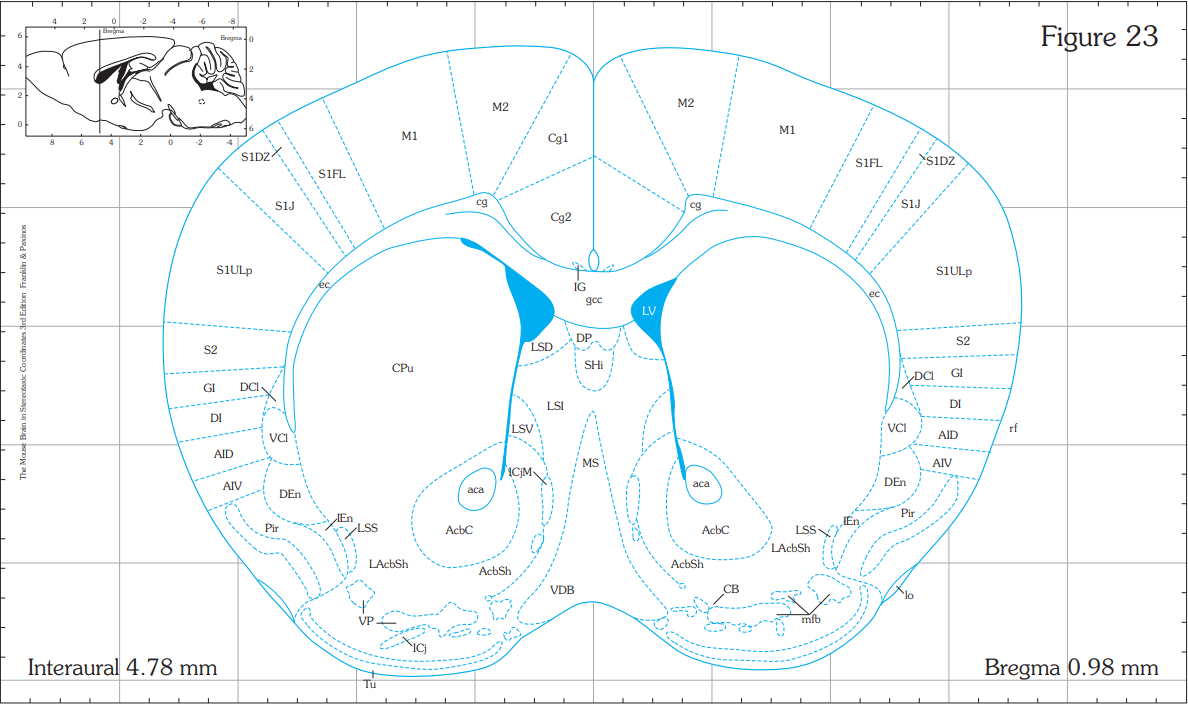 4 2 0 -2 -4 -6 -8
Bregma
Bregma
6
4
2
0
0
2
4
6
8 6 4 2 0 -2 -4
Figure 23
M2
M2
M1
Cg1
M1
S1DZ
S1FL
S1FL
S1DZ
S1J
cg
Cg2
cg
S1J
S1ULp
S1ULp
ec
IG
gcc
ec
LV
S2
LSD
DP
S2
CPu
SHi
GI
DCl
DCl
GI
DI
LSI
DI
VCl
LSV
VCl
AID
rf
AID
MS
AIV
ICjM
AIV
DEn
aca
aca
DEn
Pir
IEn
LSS
AcbC
AcbC
LSS
IEn
Pir
LAcbSh
AcbSh
AcbSh
LAcbSh
VDB
CB
lo
VP
mfb
ICj
Tu
Interaural 4.78 mm
Bregma 0.98 mm
The Mouse Brain in Stereotaxic Coordinates 3rd Edition Franklin & Paxinos